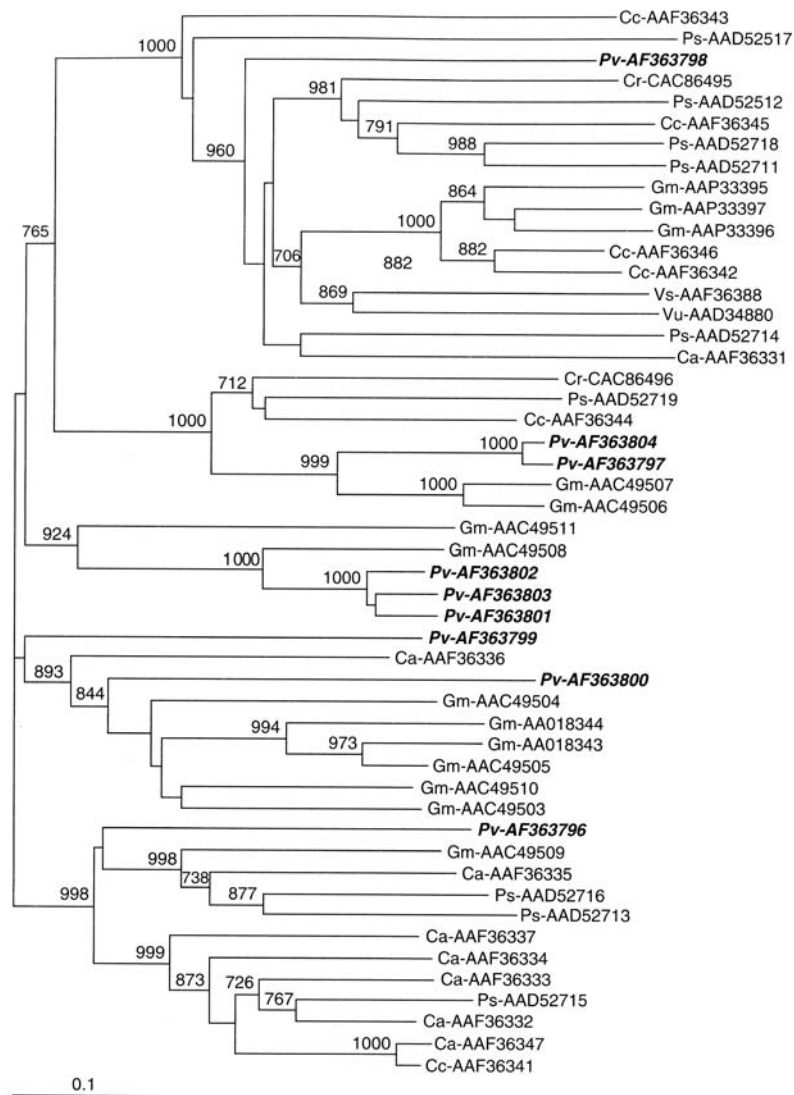 Cc-AAF36343
1000
Ps-AAD52517
Pv-AF363798
981
Cr-CAC86495
Ps-AAD52512
791
Cc-AAF36345
988
Ps-AAD52718
960
Ps-AAD52711
864
Gm-AAP33395
1000
Gm-AAP33397
Gm-AAP33396
765
706
882
882
Cc-AAF36346
Cc-AAF36342
869
Vs-AAF36388
Vu-AAD34880
Ps-AAD52714
Ca-AAF36331
712
Cr-CAC86496
Ps-AAD52719
1000
Cc-AAF36344
1000
Pv-AF363804
999
Pv-AF363797
1000
Gm-AAC49507
Gm-AAC49506
924
Gm-AAC49511
1000
Gm-AAC49508
1000
Pv-AF363802
Pv-AF363803
Pv-AF363801
Pv-AF363799
893
Ca-AAF36336
844
Pv-AF363800
Gm-AAC49504
994
Gm-AA018344
973
Gm-AA018343
Gm-AAC49505
Gm-AAC49510
Gm-AAC49503
Pv-AF363796
998
Gm-AAC49509
738
Ca-AAF36335
998
877
Ps-AAD52716
Ps-AAD52713
999
Ca-AAF36337
873
Ca-AAF36334
726
Ca-AAF36333
767
Ps-AAD52715
Ca-AAF36332
1000
Ca-AAF36347
Cc-AAF36341
0.1